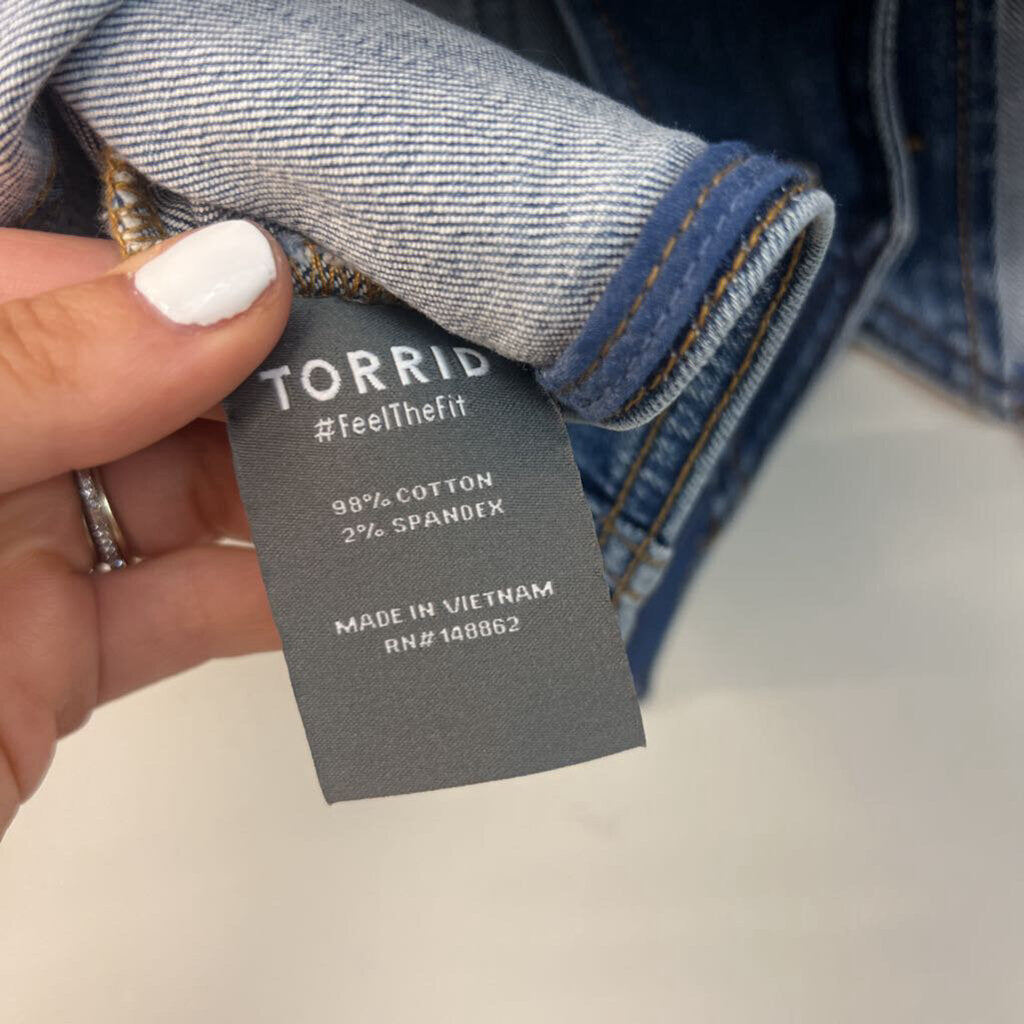 TORRID
#FeelTheFit
98% COTTON
2% SPANDEX
MADE IN VIETNAM
RN# 148862